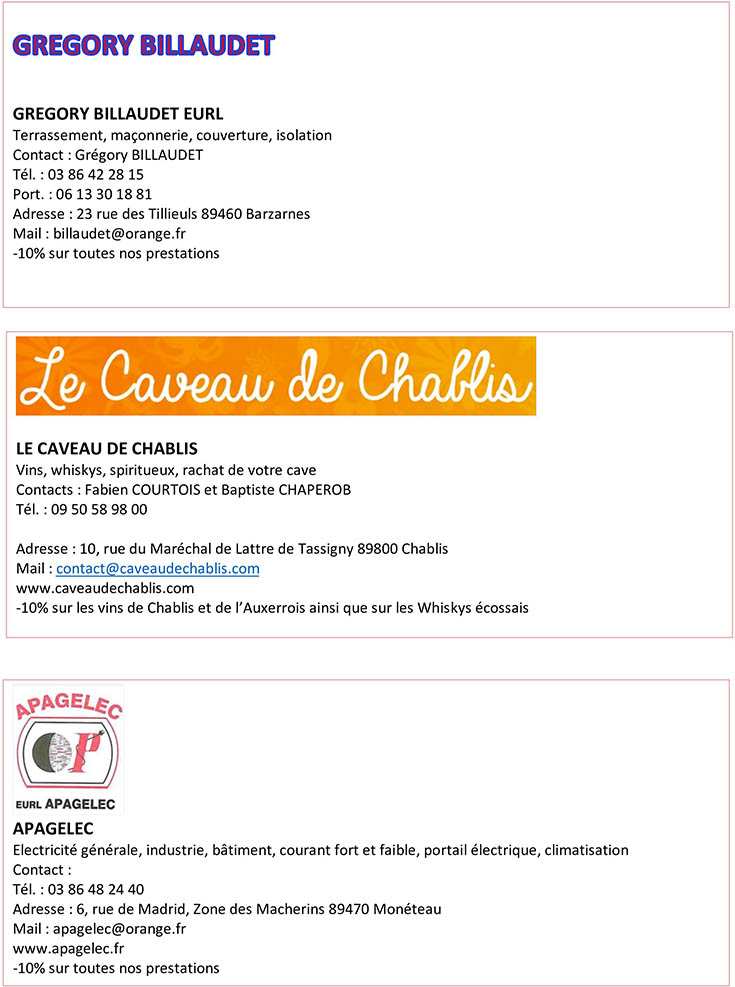 GREGORY BILLAUDET
GREGORY BILLAUDET EURL
Terrassement, maçonnerie, couverture, isolation
Contact : Grégory BILLAUDET
Tél. : 03 86 42 28 15
Port. : 06 13 30 18 81
Adresse : 23 rue des Tillieuls 89460 Barzarnes
Mail : billaudet@orange.fr
-10% sur toutes nos prestations
Le Caveau de Chablis
LE CAVEAU DE CHABLIS
Vins, whiskys, spiritueux, rachat de votre cave
Contacts : Fabien COURTOIS et Baptiste CHAPEROB
Tél. : 09 50 58 98 00
Adresse : 10, rue du Maréchal de Lattre de Tassigny 89800 Chablis
Mail : contact@caveaudechablis.com
www.caveaudechablis.com
-10% sur les vins de Chablis et de l’Auxerrois ainsi que sur les Whiskys écossais
APAGELEC
P
EURL APAGELEC
APAGELEC
Electricité générale, industrie, bâtiment, courant fort et faible, portail électrique, climatisation
Contact :
Tél. : 03 86 48 24 40
Adresse : 6, rue de Madrid, Zone des Macherins 89470 Monéteau
Mail : apagelec@orange.fr
www.apagelec.fr
-10% sur toutes nos prestations